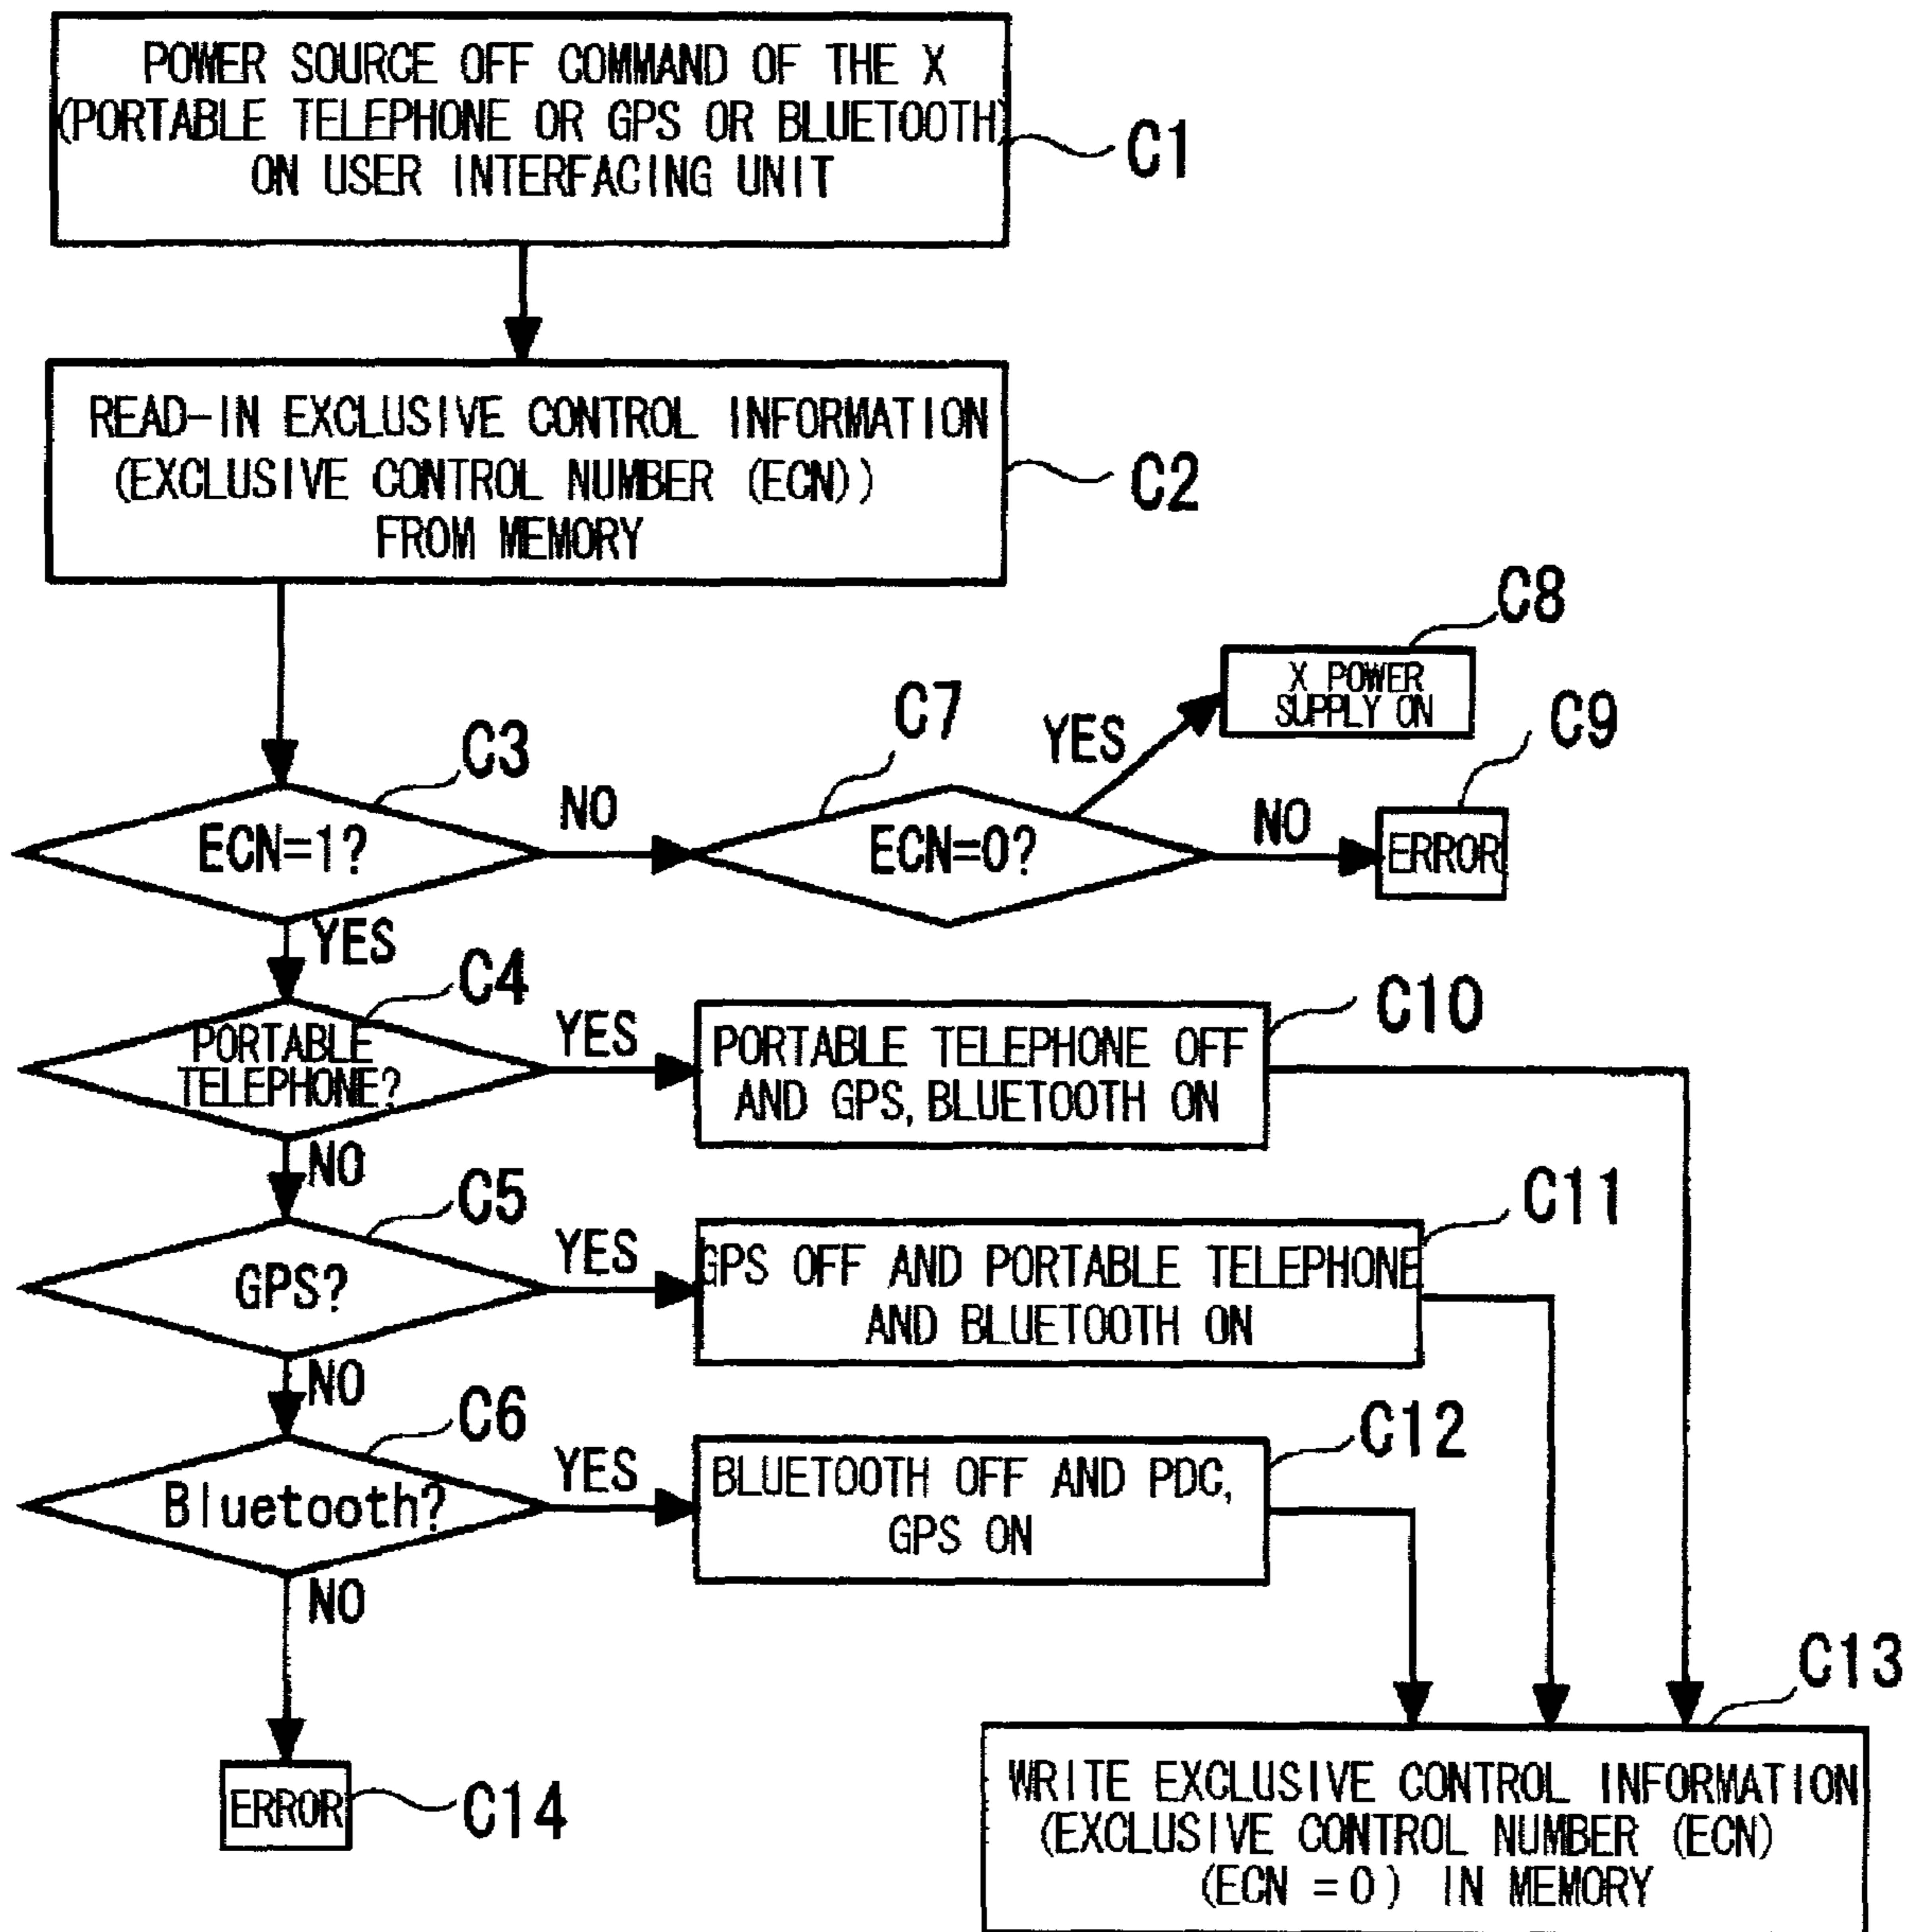 POWER SOURCE OFF COMMAND OF THE X
(PORTABLE TELEPHONE OR GPS OR BLUETOOTH)
ON USER INTERFACING UNIT
C1
READ-IN EXCLUSIVE CONTROL INFORMATION
(EXCLUSIVE CONTROL NUMBER (ECN))
FROM MEMORY
C2
C8
X POWER
SUPPLY ON
C3
C7
YES
C9
ECN=1?
NO
ECN=0?
NO
ERROR
YES
C4
PORTABLE
TELEPHONE?
YES
PORTABLE TELEPHONE OFF
AND GPS, BLUETOOTH ON
C10
NO
C5
GPS?
YES
GPS OFF AND PORTABLE TELEPHONE
AND BLUETOOTH ON
C11
NO
C6
Bluetooth?
YES
BLUETOOTH OFF AND PDC,
GPS ON
C12
NO
ERROR
C14
C13
WRITE EXCLUSIVE CONTROL INFORMATION
(EXCLUSIVE CONTROL NUMBER (ECN)
(ECN =0) IN MEMORY